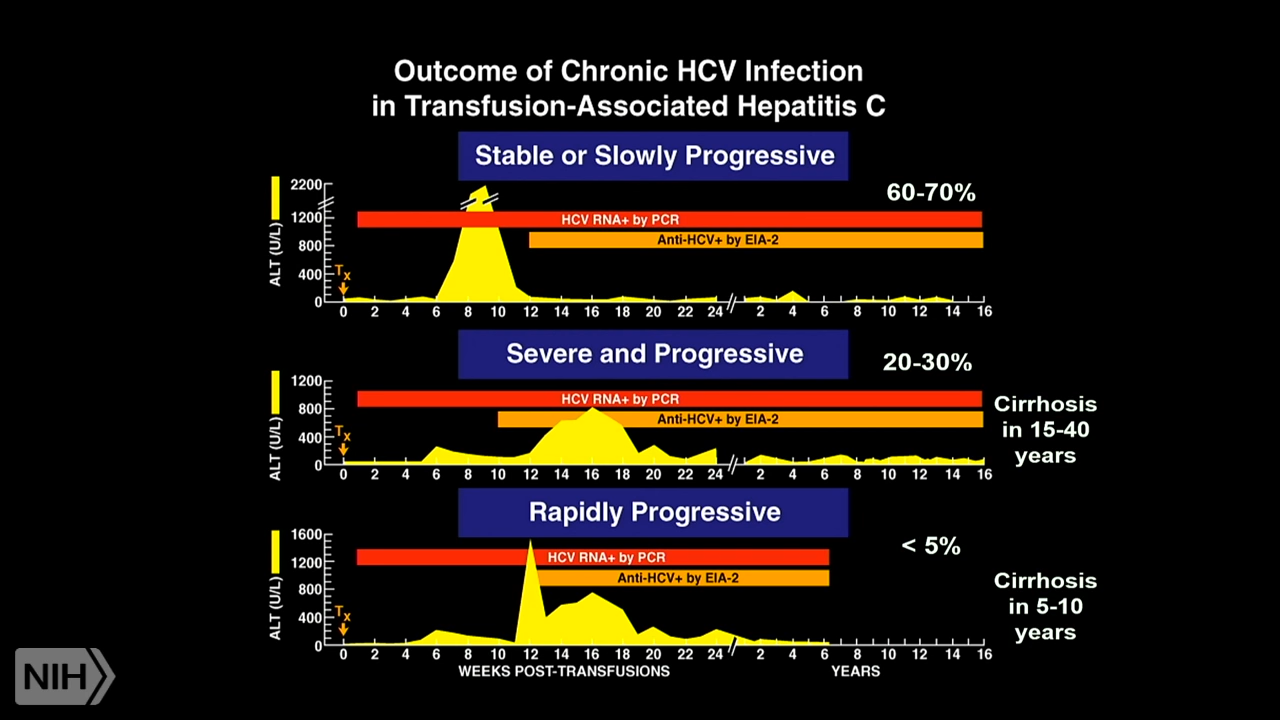 Outcome of Chronic HCV Infection
in Transfusion-Associated Hepatitis C
Stable or Slowly Progressive
60-70%
ALT (U/L)
2200
1200
800
400
0
Tx
HCV RNA+ by PCR
Anti-HCV+ by EIA-2
0 2 4 6 8 10 12 14 16 18 20 22 24 2 4 6 8 10 12 14 16
Severe and Progressive
20-30%
ALT (U/L)
1200
800
400
0
Tx
HCV RNA+ by PCR
Anti-HCV+ by EIA-2
0 2 4 6 8 10 12 14 16 18 20 22 24 2 4 6 8 10 12 14 16
Cirrhosis
in 15-40
years
Rapidly Progressive
< 5%
ALT (U/L)
1600
1200
800
400
0
Tx
HCV RNA+ by PCR
Anti-HCV+ by EIA-2
0 2 4 6 8 10 12 14 16 18 20 22 24 2 4 6 8 10 12 14 16
Cirrhosis
in 5-10
years
WEEKS POST-TRANSFUSIONS YEARS
NIH